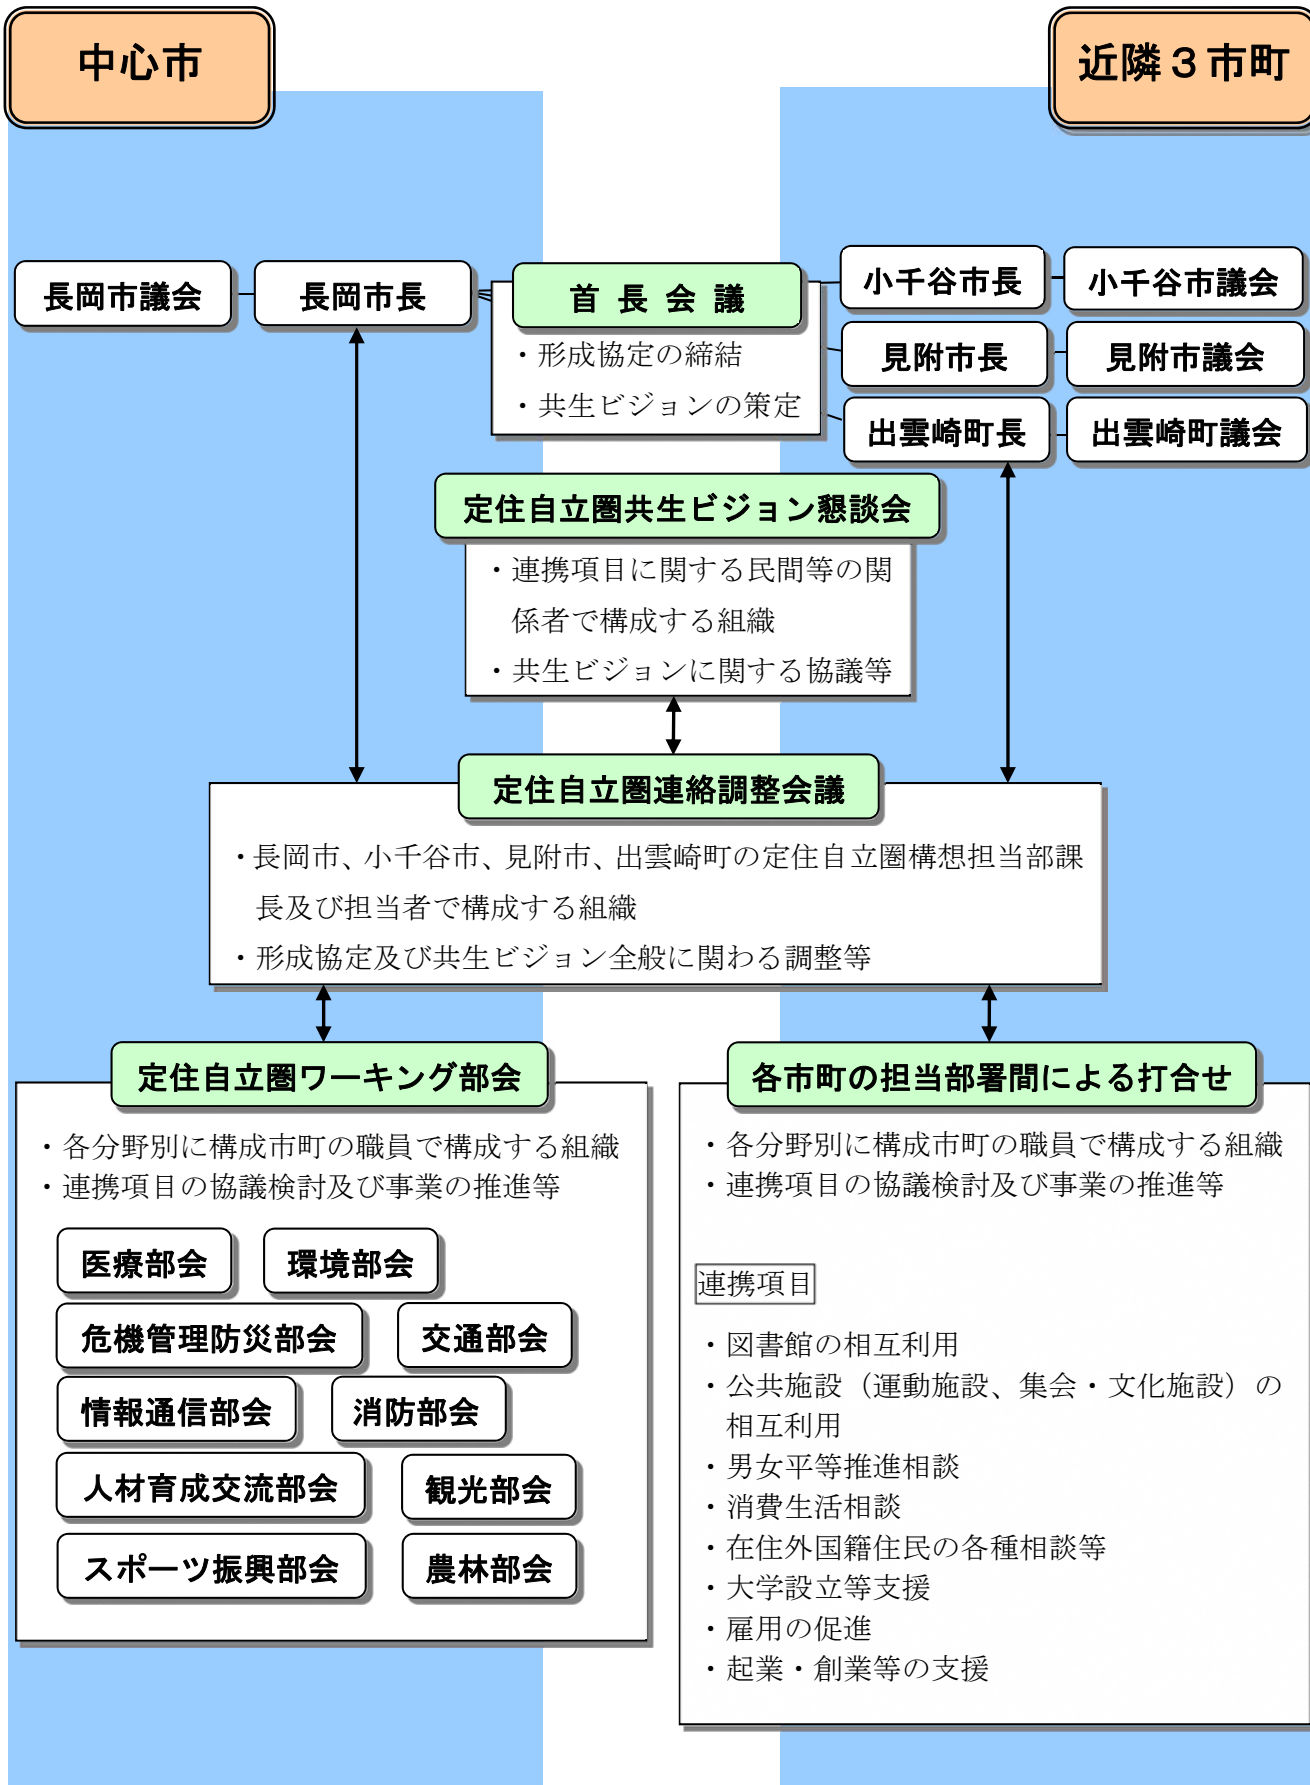 中心市
近隣３市町
長岡市議会
長岡市長
首長会議
・形成協定の締結
・共生ビジョンの策定
小千谷市長
小千谷市議会
見附市長
見附市議会
出雲崎町長
出雲崎町議会
定住自立圏共生ビジョン懇談会
・連携項目に関する民間等の関
係者で構成する組織
・共生ビジョンに関する協議等
定住自立圏連絡調整会議
・長岡市、小千谷市、見附市、出雲崎町の定住自立圏構想担当部課
長及び担当者で構成する組織
・形成協定及び共生ビジョン全般に関わる調整等
定住自立圏ワーキング部会
・各分野別に構成市町の職員で構成する組織
・連携項目の協議検討及び事業の推進等
医療部会
環境部会
危機管理防災部会
交通部会
情報通信部会
消防部会
人材育成交流部会
観光部会
スポーツ振興部会
農林部会
各市町の担当部署間による打合せ
・各分野別に構成市町の職員で構成する組織
・連携項目の協議検討及び事業の推進等
連携項目
・図書館の相互利用
・公共施設（運動施設、集会・文化施設）の
相互利用
・男女平等推進相談
・消費生活相談
・在住外国籍住民の各種相談等
・大学設立等支援
・雇用の促進
・起業・創業等の支援